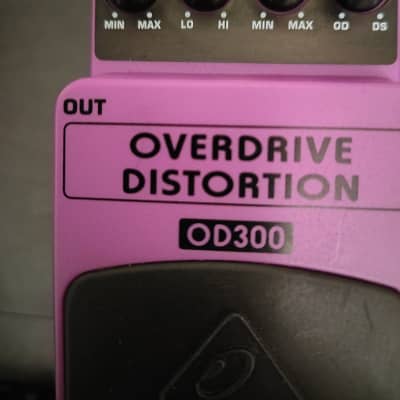 MIN MAX LO HI MIN MAX OD DS
OUT
OVERDRIVE
DISTORTION
OD300